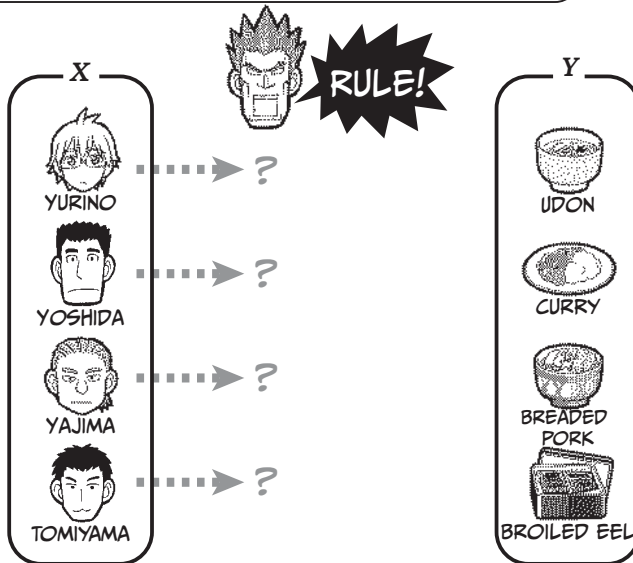 X
RULE!
Y
YURINO
?
UDON
YOSHIDA
?
CURRY
YAJIMA
?
BREADED
PORK
TOMIYAMA
?
BROILED EEL